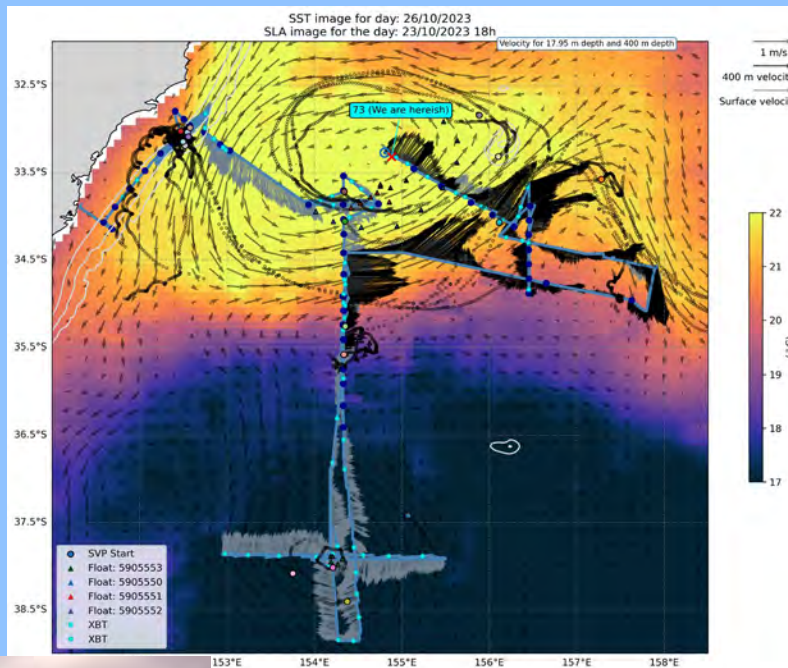 SST image for day: 26/10/2023
SLA image for the day: 23/10/2023 18h
Velocity for 17.95 m depth and 400 m depth
1 m/s
400 m velocit
Surface velocit
73 (We are hereish)
32.5°S
33.5°S
34.5°S
35.5°S
36.5°S
37.5°S
38.5°S
22
21
20
19
18
17
SVP Start
Float: 5905553
Float: 5905550
Float: 5905551
Float: 5905552
XBT
XBT
153°E
154°E
155°E
156°E
157°E
158°E